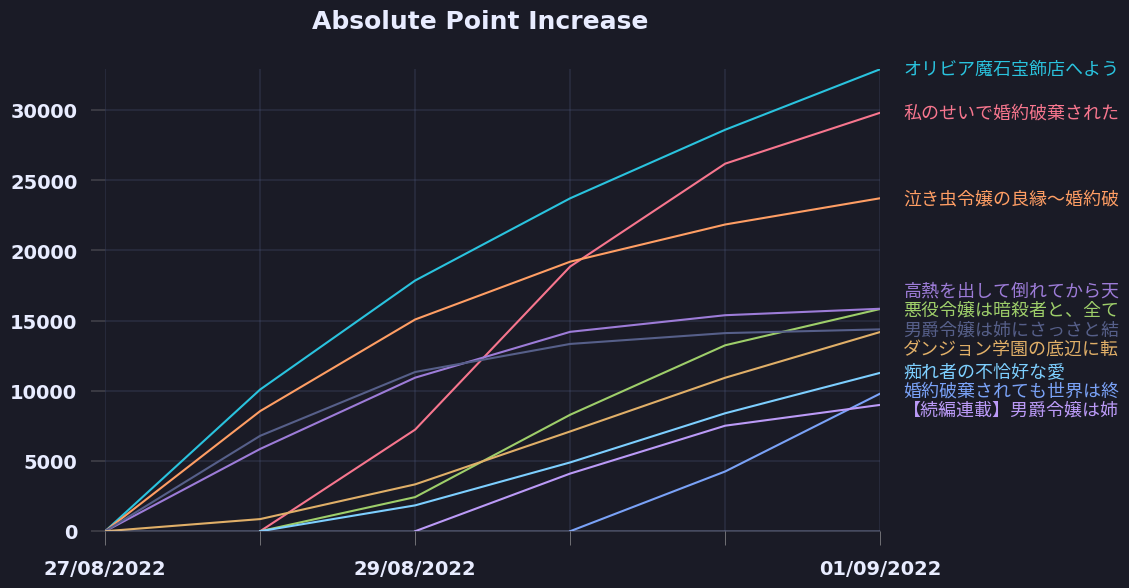 Absolute Point Increase
30000
25000
20000
15000
10000
5000
0
27/08/2022
29/08/2022
01/09/2022
オリビア魔石宝飾店へよう
私のせいで婚約破棄された
泣き虫令嬢の良縁～婚約破
高熱を出して倒れてから天
悪役令嬢は暗殺者と、全て
男爵令嬢は姉にさっさと結
ダンジョン学園の底辺に転
痴れ者の不恰好な愛
婚約破棄されても世界は終
【続編連載】男爵令嬢は姉